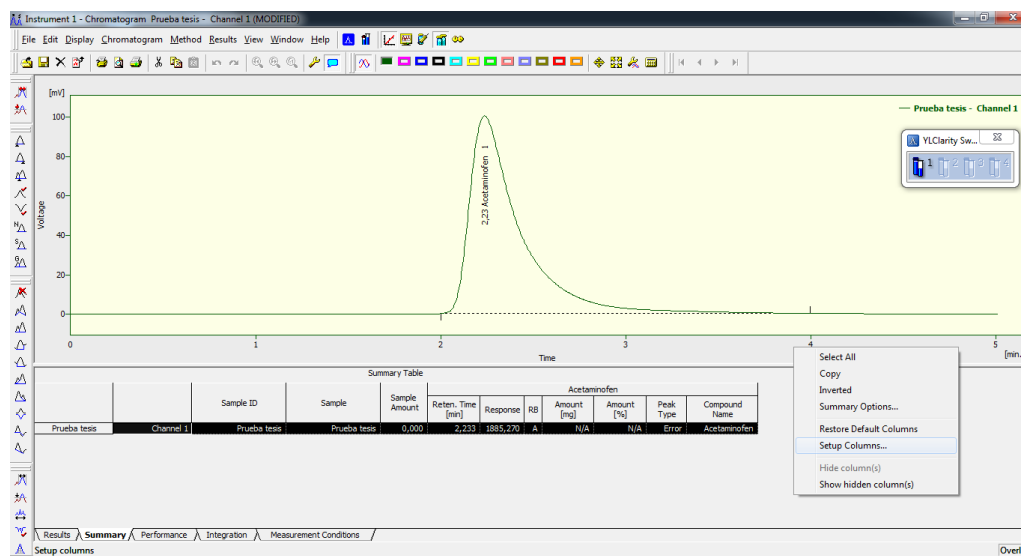 Instrument 1 - Chromatogram Prueba tesis - Channel 1 (MODIFIED)
File Edit Display Chromatogram Method Results View Window Help
[mV]
Prueba tesis - Channel 1
100
80
60
40
20
0
Voltage
2,23 Acetaminofen 1
YLClarity Sw...
1 2 3 4
0 1 2 3 4 5
Time
[min.
Summary Table
Sample ID Sample Sample Amount Acetaminofen
Reten. Time [min] Response RB Amount [mg] Amount [%] Peak Type Compound Name
Prueba tesis Channel 1 Prueba tesis Prueba tesis 0,000 2,233 1885,270 A N/A N/A Error Acetaminofen
Select All
Copy
Inverted
Summary Options...
Restore Default Columns
Setup Columns...
Hide column(s)
Show hidden column(s)
Results Summary Performance Integration Measurement Conditions
Setup columns
Overl